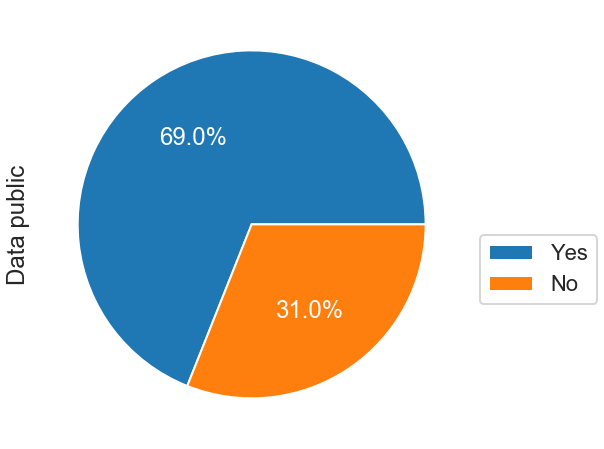 Data public
69.0%
31.0%
Yes
No